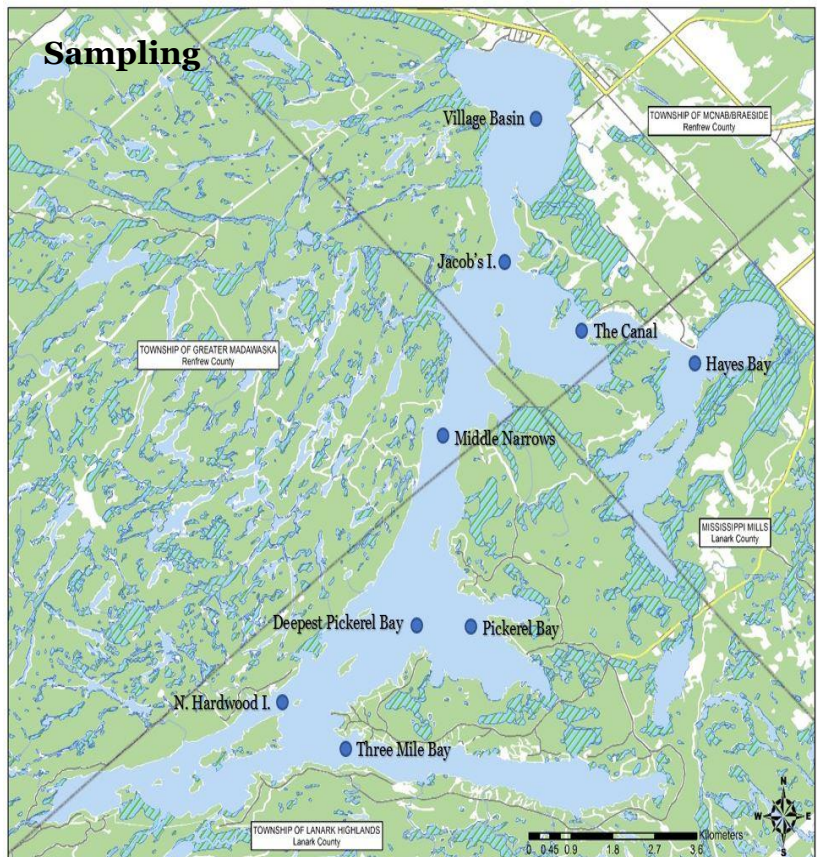 Sampling
Village Basin
TOWNSHIP OF MCNAB/BRAESIDE
Renfrew County
Jacob's I.
The Canal
TOWNSHIP OF GREATER MADAWASKA
Renfrew County
Hayes Bay
Middle Narrows
MISSISSIPPI MILLS
Lanark County
Deepest Pickerel Bay
Pickerel Bay
N. Hardwood I.
Three Mile Bay
TOWNSHIP OF LANARK HIGHLANDS
Lanark County
N
W E
S
Kilometers
0 0.45 0.9 1.8 2.7 3.6